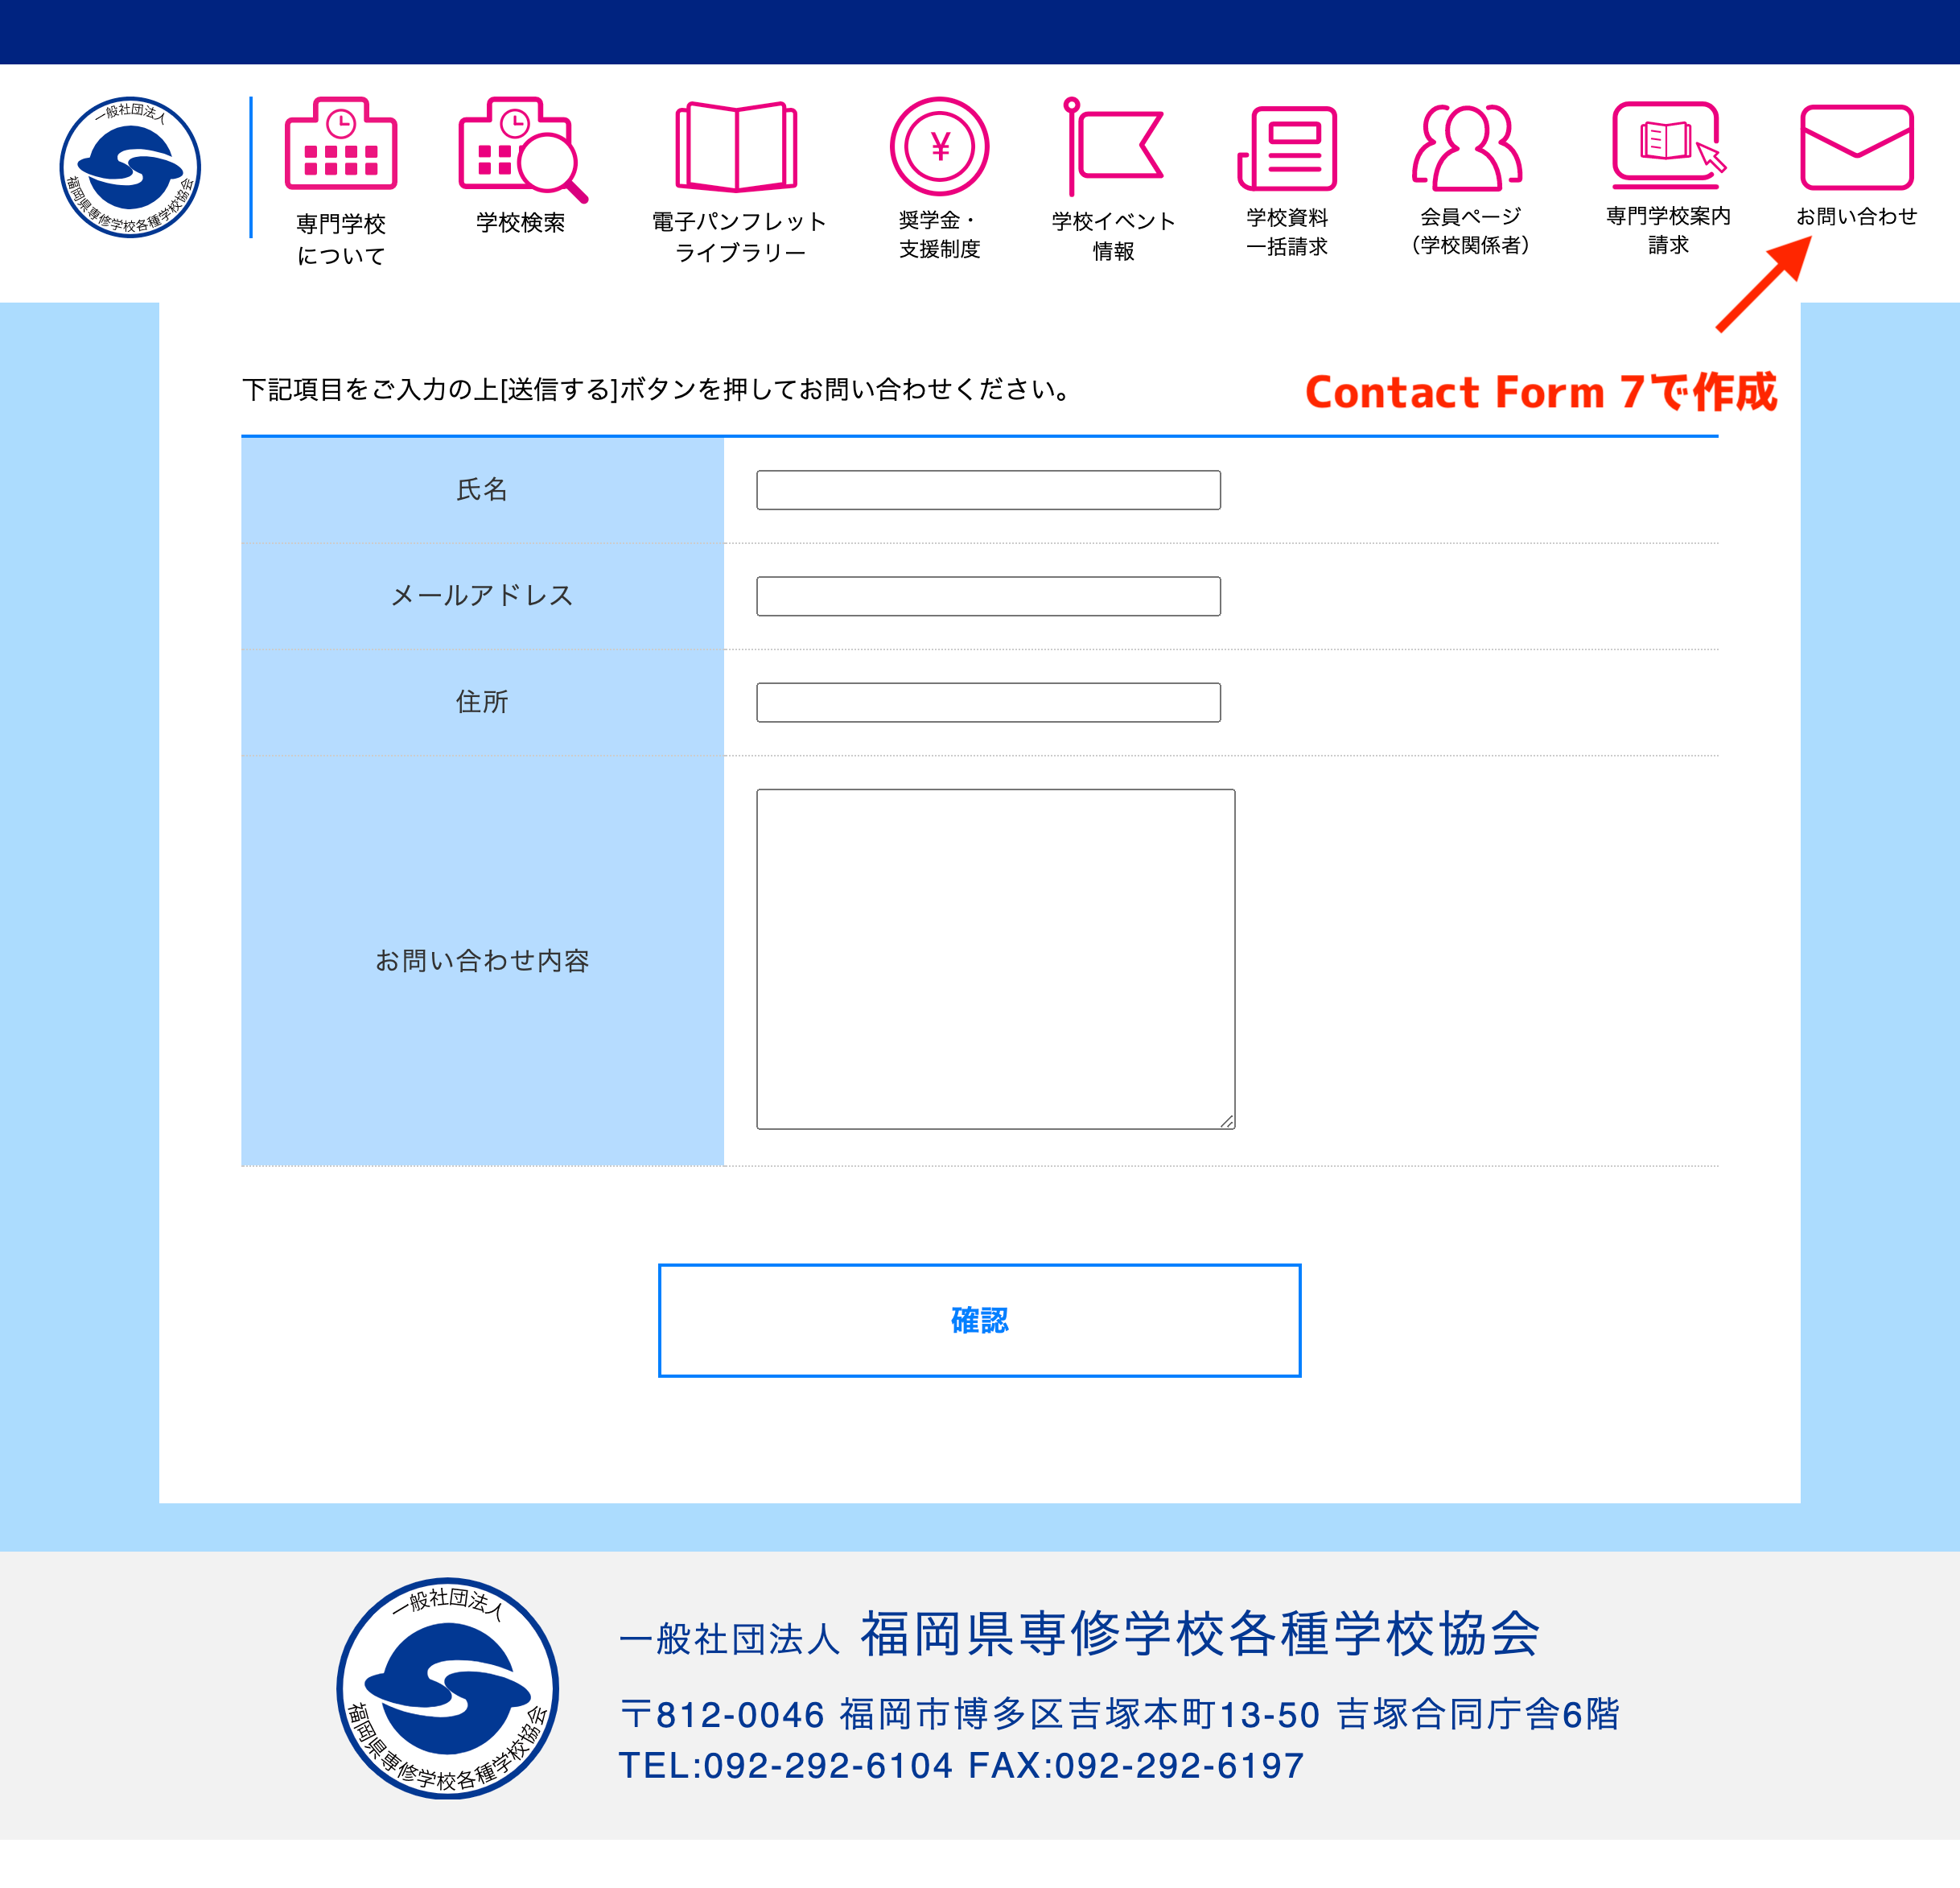 一般社団法人
福岡県専修学校各種学校協会
専門学校
について
学校検索
電子パンフレット
ライブラリー
¥
奨学金・
支援制度
学校イベント
情報
学校資料
一括請求
会員ページ
（学校関係者）
専門学校案内
請求
お問い合わせ
下記項目をご入力の上[送信する]ボタンを押してお問い合わせください。
Contact Form 7で作成
氏名
メールアドレス
住所
お問い合わせ内容
確認
一般社団法人
福岡県専修学校各種学校協会
一般社団法人 福岡県専修学校各種学校協会
〒812-0046 福岡市博多区吉塚本町13-50 吉塚合同庁舎6階
TEL:092-292-6104 FAX:092-292-6197